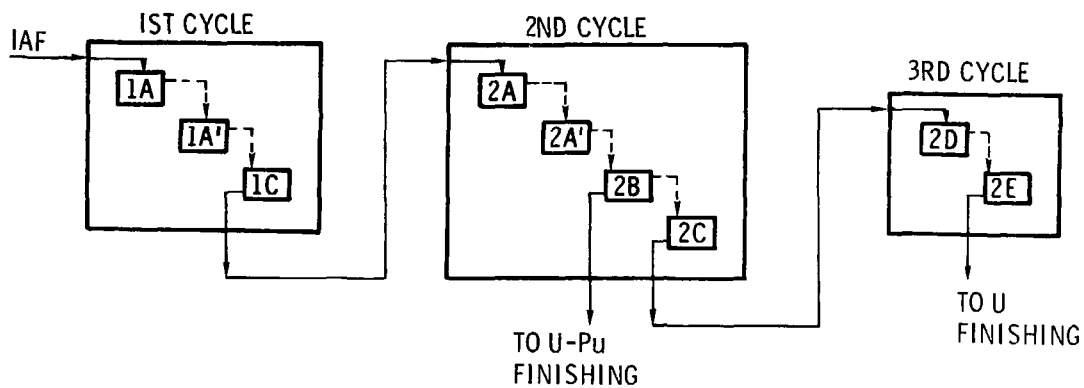 1ST CYCLE
IAF
1A
1A'
1C
2ND CYCLE
2A
2A'
2B
2C
TO U-Pu
FINISHING
3RD CYCLE
2D
2E
TO U
FINISHING